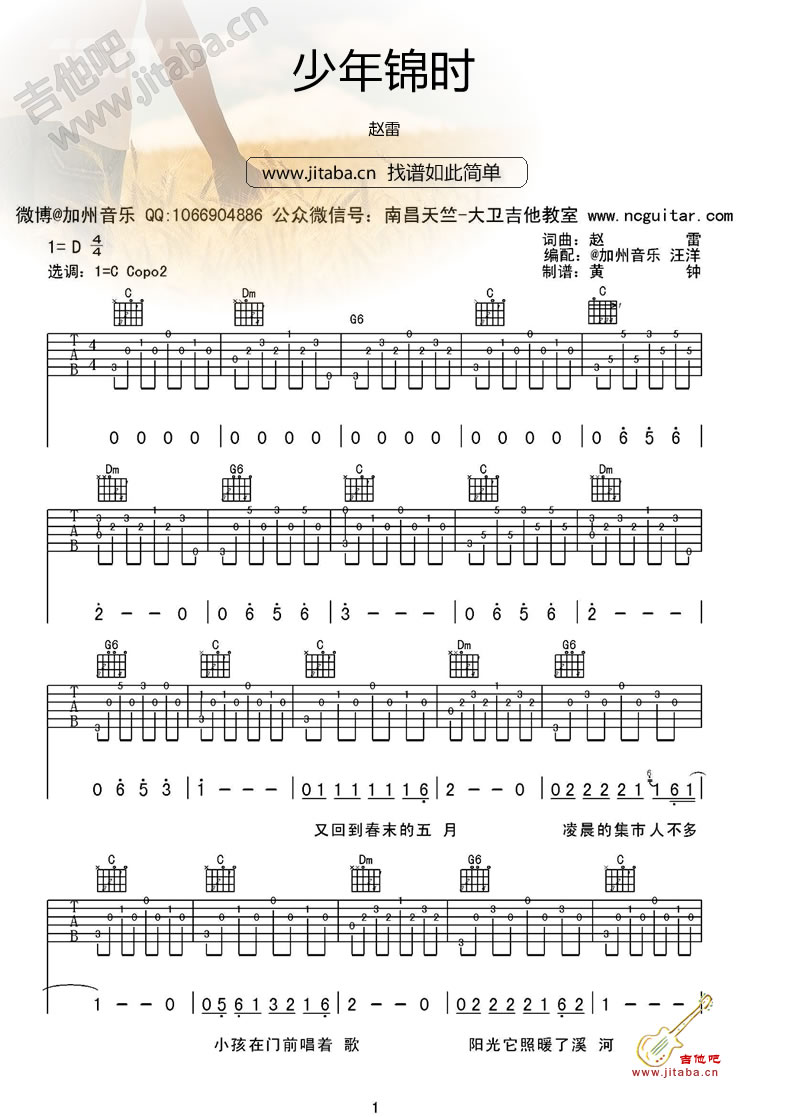 吉他吧
www.jitaba.cn
少年锦时
赵雷
www.jitaba.cn 找谱如此简单
微博@加州音乐 QQ:1066904886 公众微信号：南昌天竺-大卫吉他教室 www.ncguitar.com
1= D 4/4
词曲：赵 雷
编配：@加州音乐 汪洋
选调：1=C Copo2
制谱：黄 钟
C Dm G6 C C
T A B 4 4
0 0 0 0 | 0 0 0 0 | 0 0 0 0 | 0 0 0 0 | 0 6̇ 5 6̇
Dm G6 C C Dm
T A B
2̇ - - 0 | 0 6 5 6 | 3̇ - - - | 0 6 5 6 | 2̇ - - -
G6 C C Dm G6
T A B
0 6 5 3 | 1̇ - - - | 0 1 1 1 1 1 1 6 | 2 - - 0 | 0 2 2 2 2 1 6 1 6 1
又回到春末的五 月 凌晨的集市人不多
C C Dm G6 C
T A B
1 - - 0 | 0 5 6 1 3 2 1 6 | 2 - - 0 | 0 2 2 2 2 1 6 2 | 1 - -
小孩在门前唱着 歌 阳光它照暖了溪 河
吉他吧
www.jitaba.cn
1